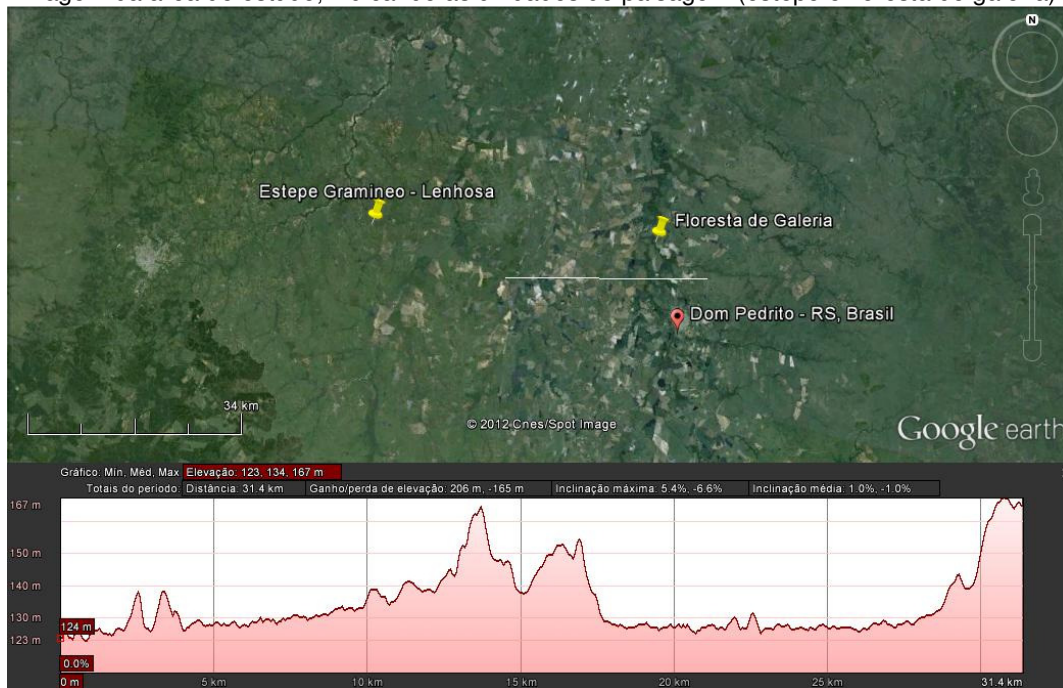 N
Estepe Gramineo - Lenhosa
Floresta de Galeria
Dom Pedrito - RS, Brasil
34 km
© 2012 Cnes/Spot Image
Google earth
Gráfico: Min, Méd, Max Elevação: 123, 134, 167 m
Totais do período: Distância: 31.4 km Ganho/perda de elevação: 206 m, -165 m Inclinação máxima: 5.4%, -6.6% Inclinação média: 1.0%, -1.0%
167 m
150 m
140 m
130 m
124 m
123 m
0.0%
0 m 5 km 10 km 15 km 20 km 25 km 31.4 km